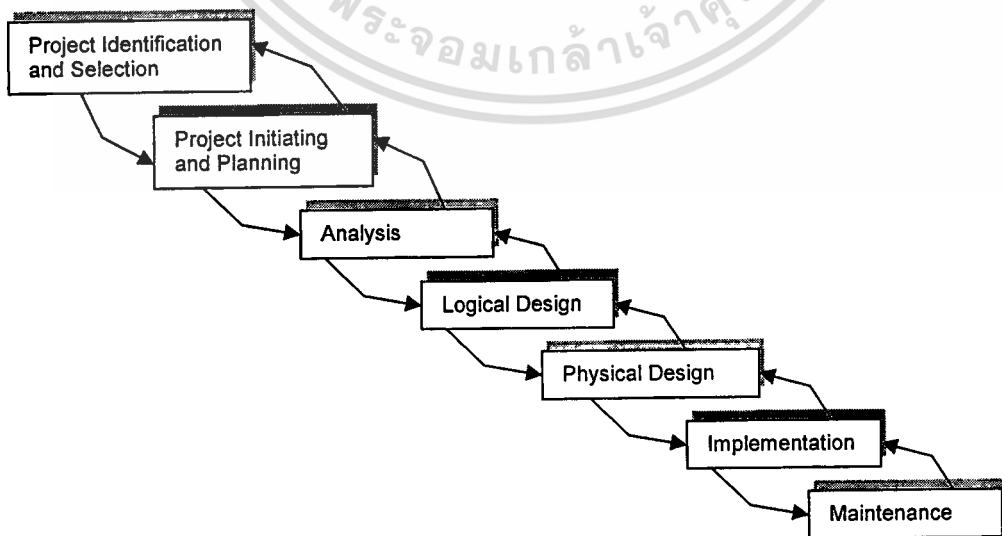 พระจอมเกล้าเจ้าคุ
Project Identification
and Selection
Project Initiating
and Planning
Analysis
Logical Design
Physical Design
Implementation
Maintenance